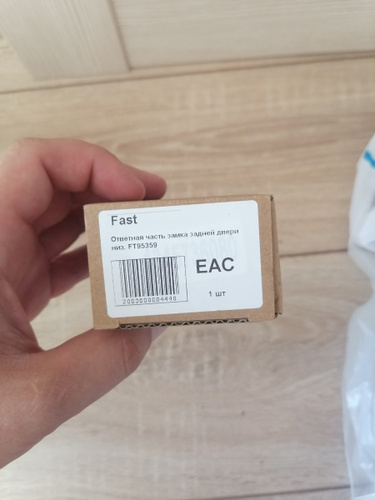 Fast
Ответная часть замка задней двери
низ. FT95359
EAC
1 шт